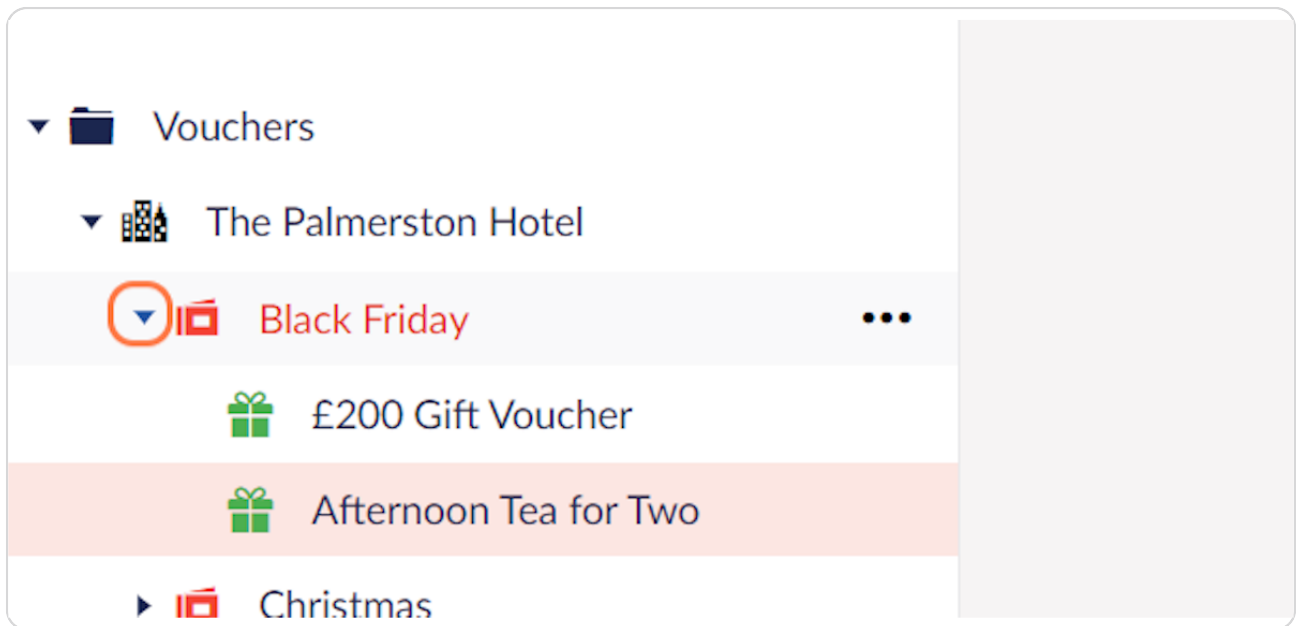 Vouchers
The Palmerston Hotel
Black Friday
£200 Gift Voucher
Afternoon Tea for Two
Christmas